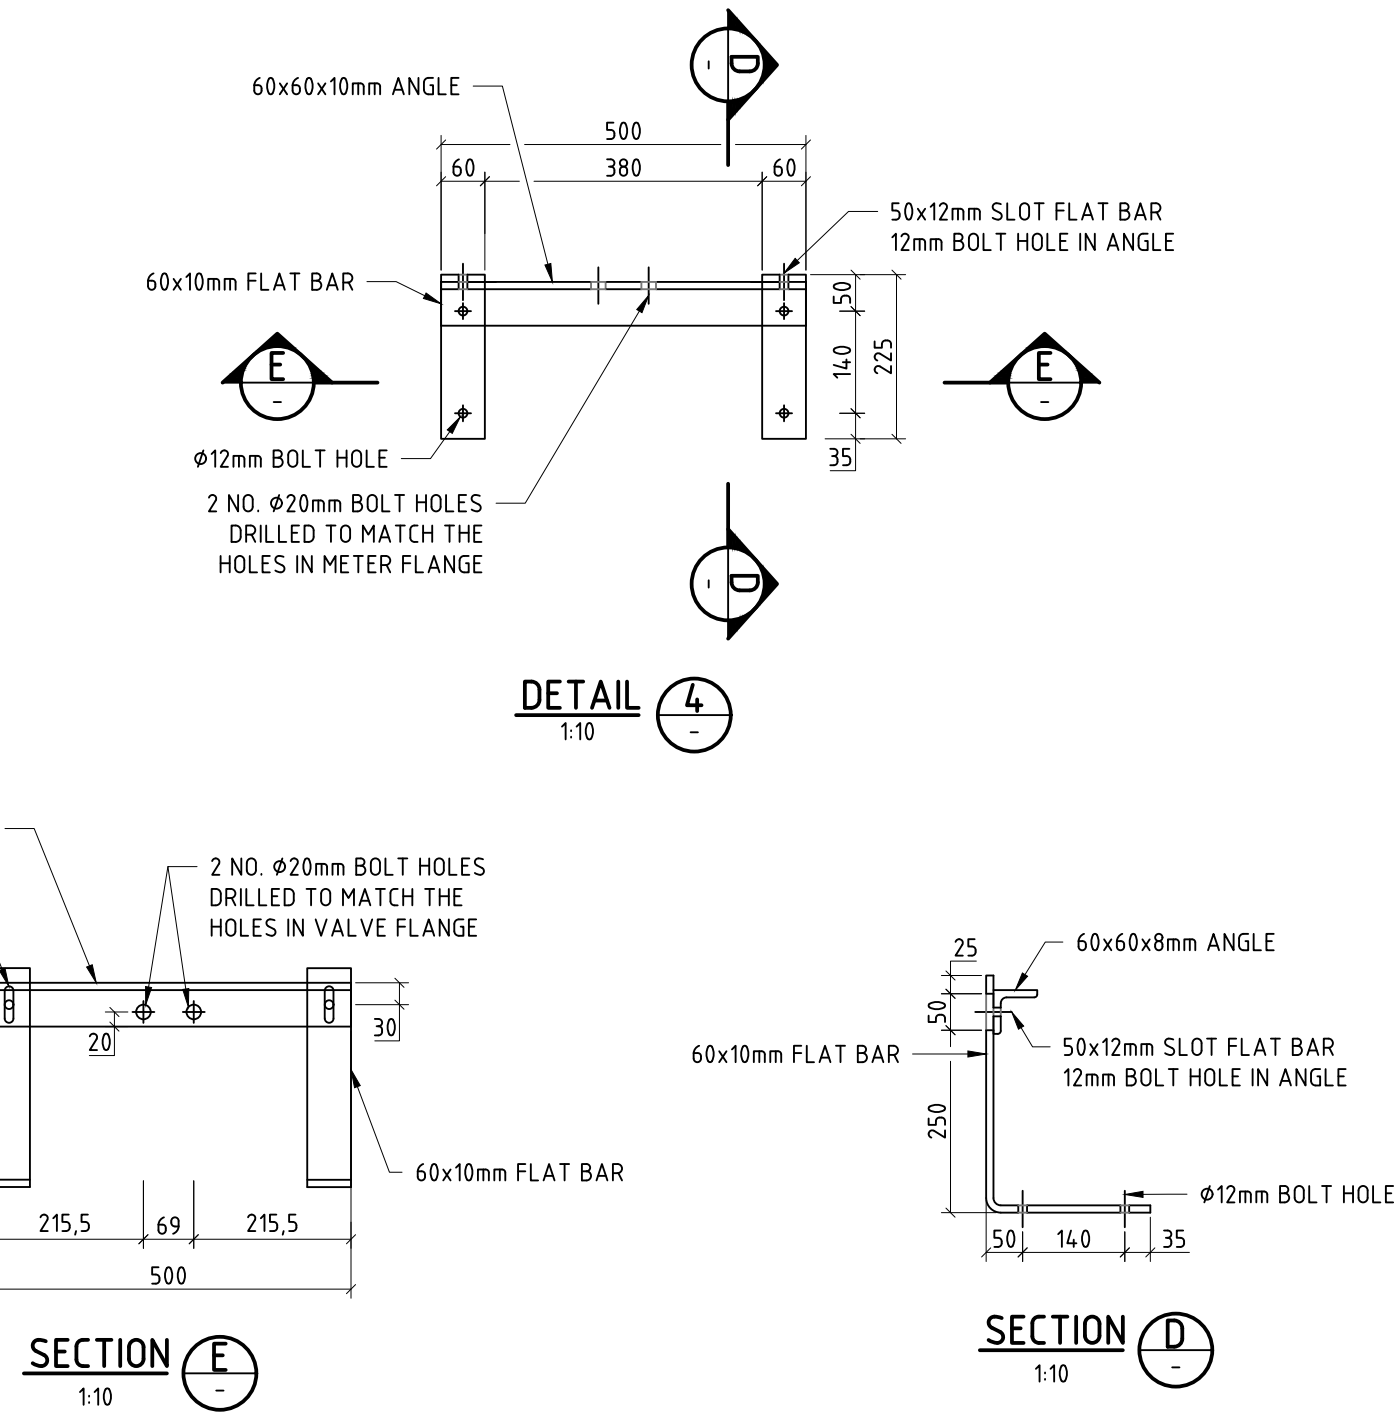 D
-
60x60x10mm ANGLE
500
60
380
60
50x12mm SLOT FLAT BAR
12mm BOLT HOLE IN ANGLE
60x10mm FLAT BAR
50
E
-
140
225
E
-
Φ12mm BOLT HOLE
35
2 NO. Φ20mm BOLT HOLES
DRILLED TO MATCH THE
HOLES IN METER FLANGE
D
-
DETAIL
4
1:10
-
2 NO. Φ20mm BOLT HOLES
DRILLED TO MATCH THE
HOLES IN VALVE FLANGE
20
30
60x10mm FLAT BAR
215,5
69
215,5
500
SECTION
E
1:10
-
25
60x60x8mm ANGLE
50
50x12mm SLOT FLAT BAR
12mm BOLT HOLE IN ANGLE
60x10mm FLAT BAR
250
Φ12mm BOLT HOLE
50
140
35
SECTION
D
1:10
-